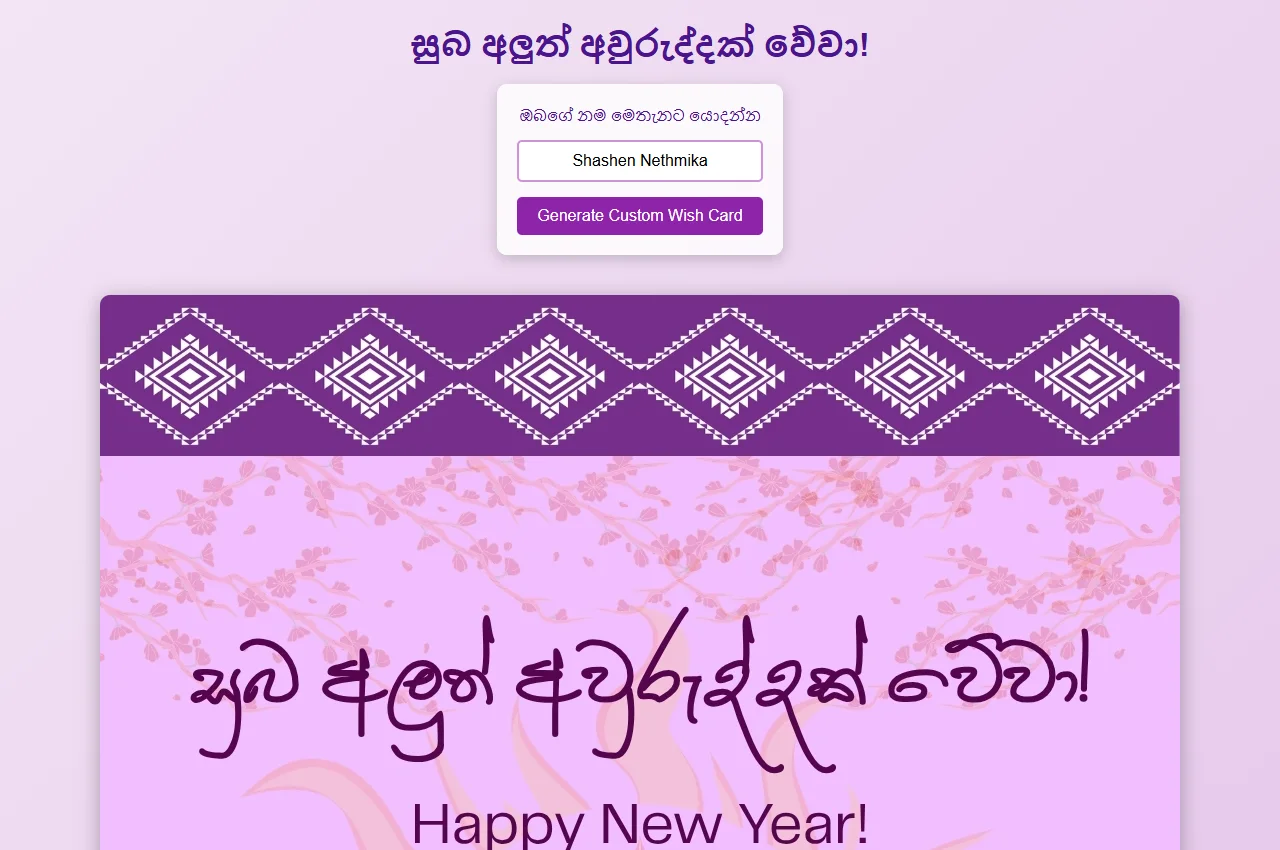 සුබ අලුත් අවුරුද්දක් වේවා!
ඔබගේ නම මෙතැනට යොදන්න
Shashen Nethmika
Generate Custom Wish Card
සුබ අලුත් අවුරුද්දක් වේවා!
Happy New Year!